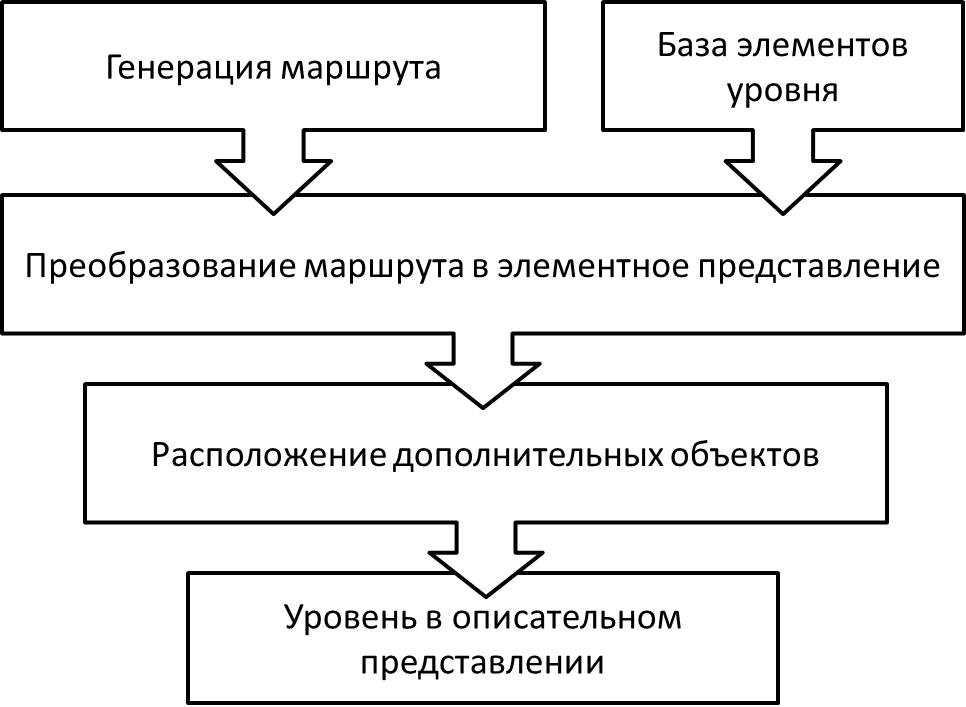 Генерация маршрута
База элементов
уровня
Преобразование маршрута в элементное представление
Расположение дополнительных объектов
Уровень в описательном
представлении